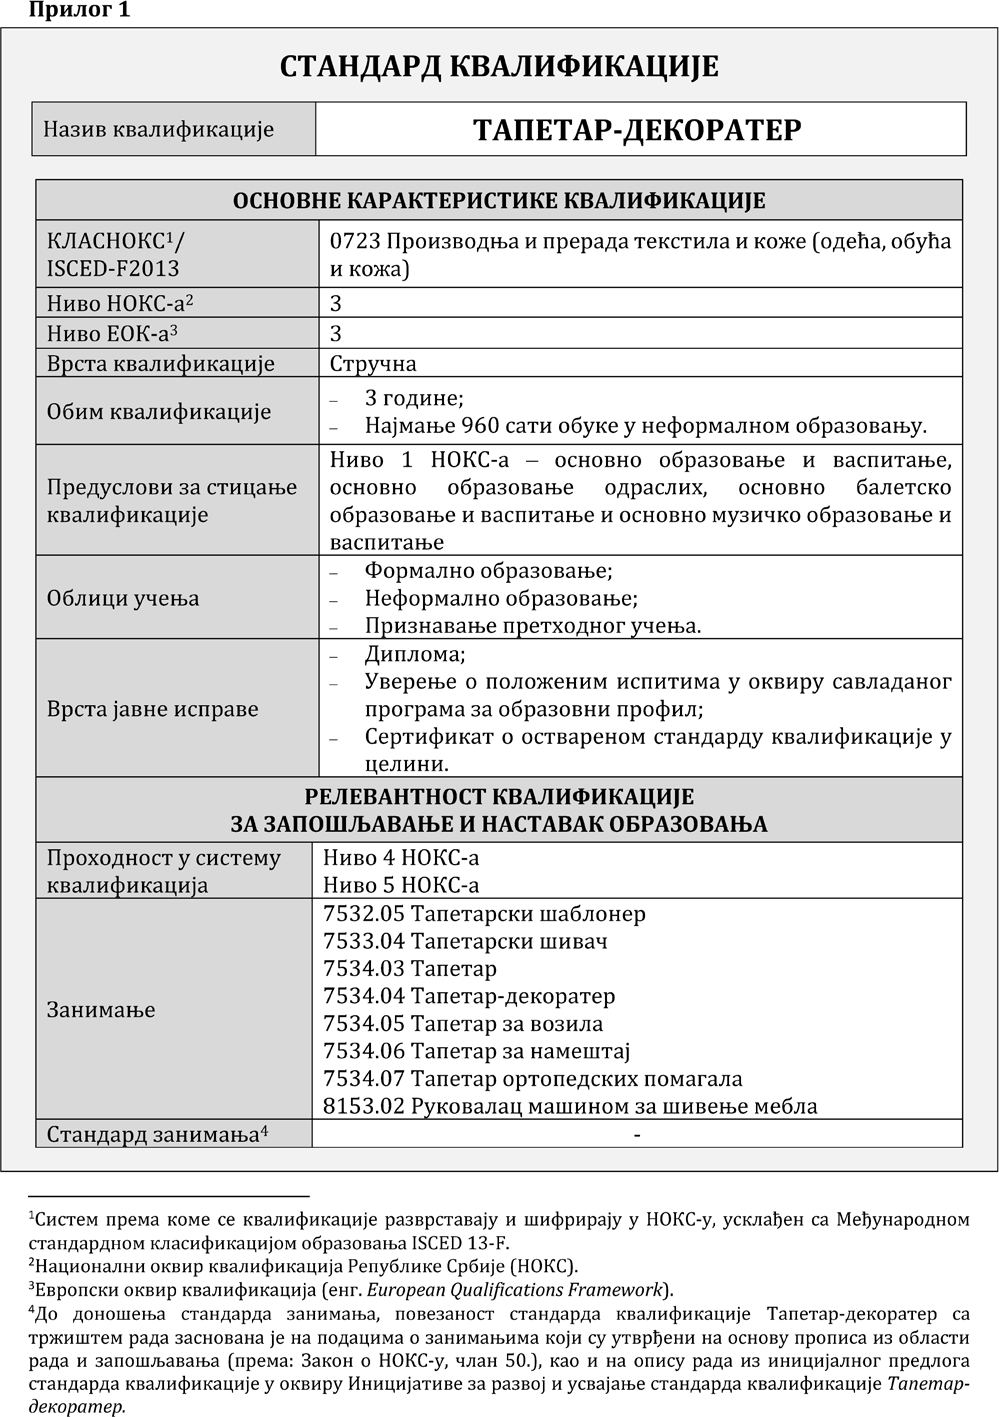 Прилог 1
СТАНДАРД КВАЛИФИКАЦИЈЕ
Назив квалификације
ТАПЕТАР-ДЕКОРАТЕР
ОСНОВНЕ КАРАКТЕРИСТИКЕ КВАЛИФИКАЦИЈЕ
КЛАСНОКС¹/
ISCED-F2013
0723 Производња и прерада текстила и коже (одећа, обућа
и кожа)
Ниво НОКС-а²
3
Ниво ЕОК-а³
3
Врста квалификације
Стручна
Обим квалификације
– 3 године;
– Најмање 960 сати обуке у неформалном образовању.
Предуслови за стицање
квалификације
Ниво 1 НОКС-а – основно образовање и васпитање,
основно образовање одраслих, основно балетско
образовање и васпитање и основно музичко образовање и
васпитање
Облици учења
– Формално образовање;
– Неформално образовање;
– Признавање претходног учења.
Врста јавне исправе
– Диплома;
– Уверење о положеним испитима у оквиру савладаног
програма за образовни профил;
– Сертификат о оствареном стандарду квалификације у
целини.
РЕЛЕВАНТНОСТ КВАЛИФИКАЦИЈЕ
ЗА ЗАПОШЉАВАЊЕ И НАСТАВАК ОБРАЗОВАЊА
Проходност у систему
квалификација
Ниво 4 НОКС-а
Ниво 5 НОКС-а
Занимање
7532.05 Тапетарски шаблонер
7533.04 Тапетарски шивач
7534.03 Тапетар
7534.04 Тапетар-декоратер
7534.05 Тапетар за возила
7534.06 Тапетар за намештај
7534.07 Тапетар ортопедских помагала
8153.02 Руковалац машином за шивење мебла
Стандард занимања⁴
-
¹Систем према коме се квалификације разврставају и шифрирају у НОКС-у, усклађен са Међународном
стандардном класификацијом образовања ISCED 13-F.
²Национални оквир квалификација Републике Србије (НОКС).
³Европски оквир квалификација (енг. European Qualifications Framework).
⁴До доношења стандарда занимања, повезаност стандарда квалификације Тапетар-декоратер са
тржиштем рада заснована је на подацима о занимањима који су утврђени на основу прописа из области
рада и запошљавања (према: Закон о НОКС-у, члан 50.), као и на опису рада из иницијалног предлога
стандарда квалификације у оквиру Иницијативе за развој и усвајање стандарда квалификације Тапетар-
декоратер.